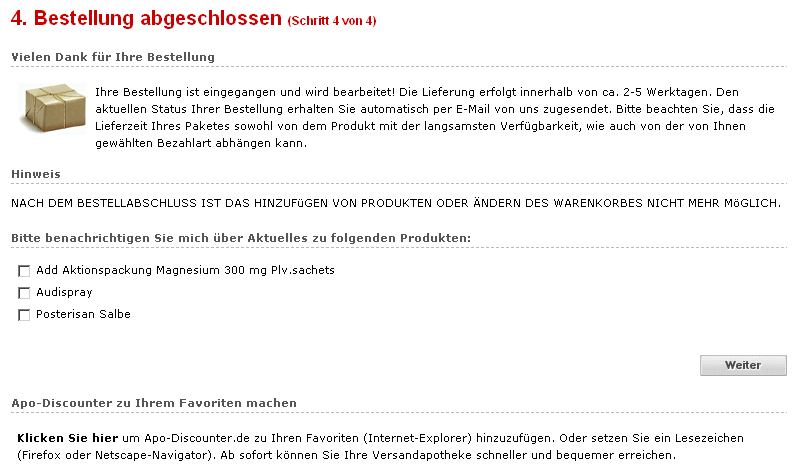 4. Bestellung abgeschlossen (Schritt 4 von 4)
Vielen Dank für Ihre Bestellung
Ihre Bestellung ist eingegangen und wird bearbeitet! Die Lieferung erfolgt innerhalb von ca. 2-5 Werktagen. Den
aktuellen Status Ihrer Bestellung erhalten Sie automatisch per E-Mail von uns zugesendet. Bitte beachten Sie, dass die
Lieferzeit Ihres Paketes sowohl von dem Produkt mit der langsamsten Verfügbarkeit, wie auch von der von Ihnen
gewählten Bezahlart abhängen kann.
Hinweis
NACH DEM BESTELLABSCHLUSS IST DAS HINZUFüGEN VON PRODUKTEN ODER ÄNDERN DES WARENKORBES NICHT MEHR MöGLICH.
Bitte benachrichtigen Sie mich über Aktuelles zu folgenden Produkten:
Add Aktionspackung Magnesium 300 mg Plv.sachets
Audispray
Posterisan Salbe
Weiter
Apo-Discounter zu Ihrem Favoriten machen
Klicken Sie hier um Apo-Discounter.de zu Ihren Favoriten (Internet-Explorer) hinzuzufügen. Oder setzen Sie ein Lesezeichen
(Firefox oder Netscape-Navigator). Ab sofort können Sie Ihre Versandapotheke schneller und bequemer erreichen.